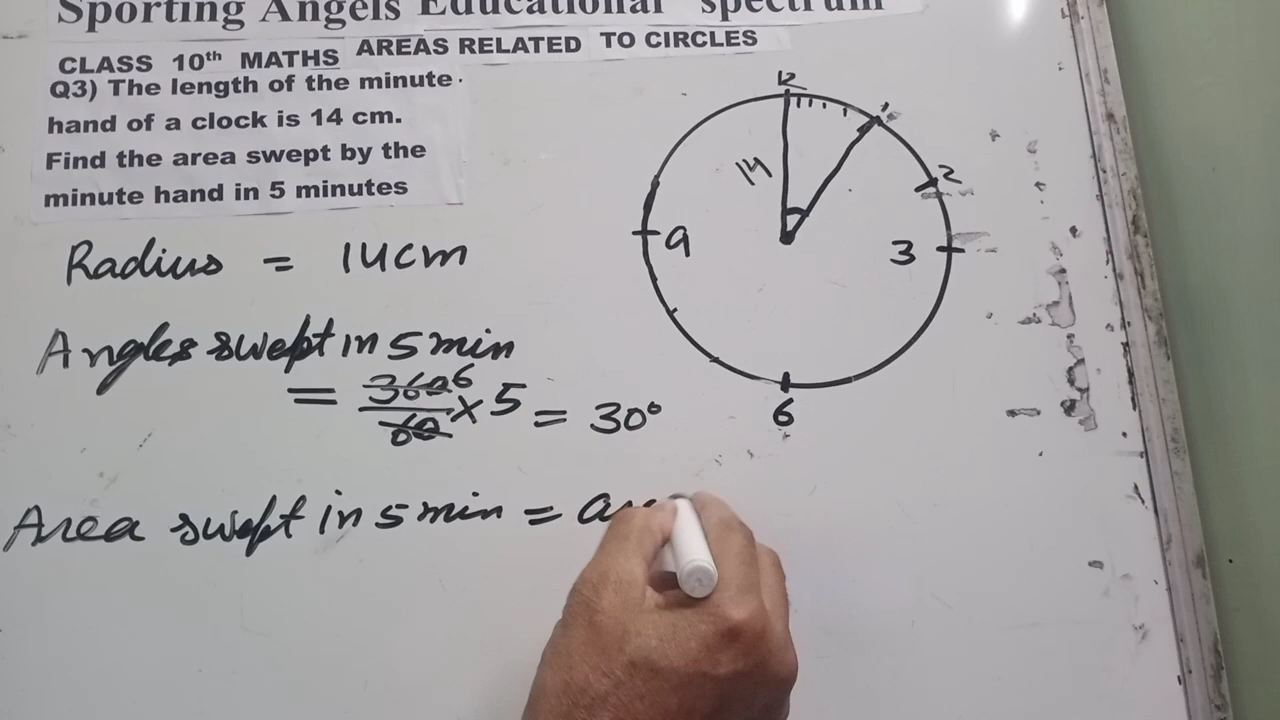 Sporting Angels Educational spectrum
CLASS 10th MATHS AREAS RELATED TO CIRCLES
Q3) The length of the minute
hand of a clock is 14 cm.
Find the area swept by the
minute hand in 5 minutes
12
1
2
14
9
3
6
Radius = 14cm
Angles swept in 5 min
= 360/60 6 × 5 = 30°
Area swept in 5 min =